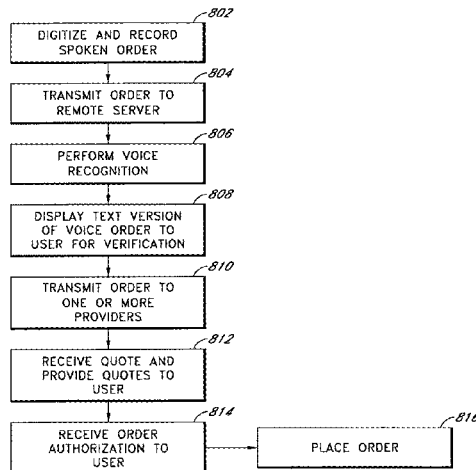 802
DIGITIZE AND RECORD
SPOKEN ORDER
804
TRANSMIT ORDER TO
REMOTE SERVER
806
PERFORM VOICE
RECOGNITION
808
DISPLAY TEXT VERSION
OF VOICE ORDER TO
USER FOR VERIFICATION
810
TRANSMIT ORDER TO
ONE OR MORE
PROVIDERS
812
RECEIVE QUOTE AND
PROVIDE QUOTES TO
USER
814
RECEIVE ORDER
AUTHORIZATION TO
USER
816
PLACE ORDER